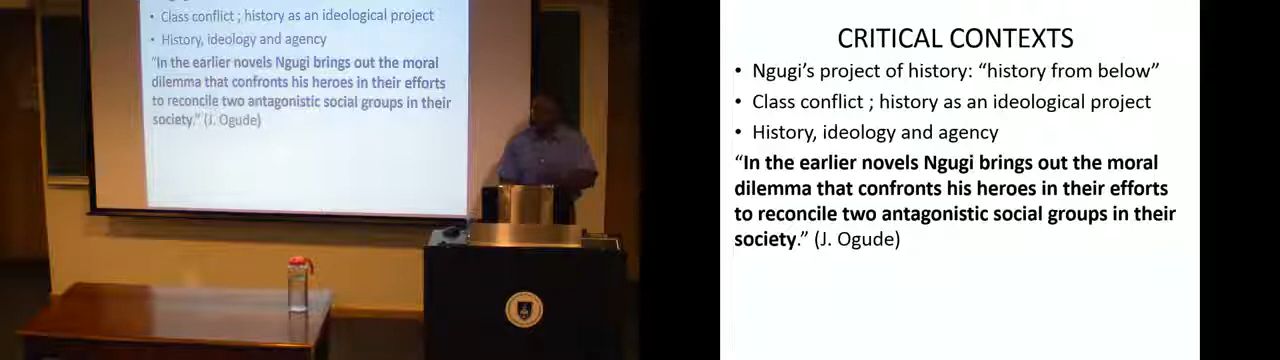 • Class conflict ; history as an ideological project
• History, ideology and agency
“In the earlier novels Ngugi brings out the moral
dilemma that confronts his heroes in their efforts
to reconcile two antagonistic social groups in their
society.” (J. Ogude)
CRITICAL CONTEXTS
• Ngugi’s project of history: “history from below”
• Class conflict ; history as an ideological project
• History, ideology and agency
“In the earlier novels Ngugi brings out the moral
dilemma that confronts his heroes in their efforts
to reconcile two antagonistic social groups in their
society.” (J. Ogude)